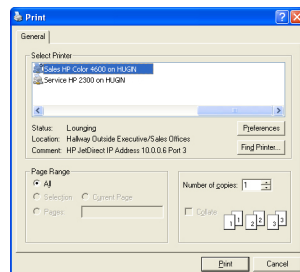 Print
General
Select Printer
Sales HP Color 4600 on HUGIN
Service HP 2300 on HUGIN
Status: Lounging
Location: Hallway Outside Executive/Sales Offices
Comment: HP JetDirect IP Address 10.0.0.6 Port 3
Preferences
Find Printer...
Page Range
All
Selection Current Page
Pages:
Number of copies: 1
Collate
1 1 2 2 3 3
Print Cancel